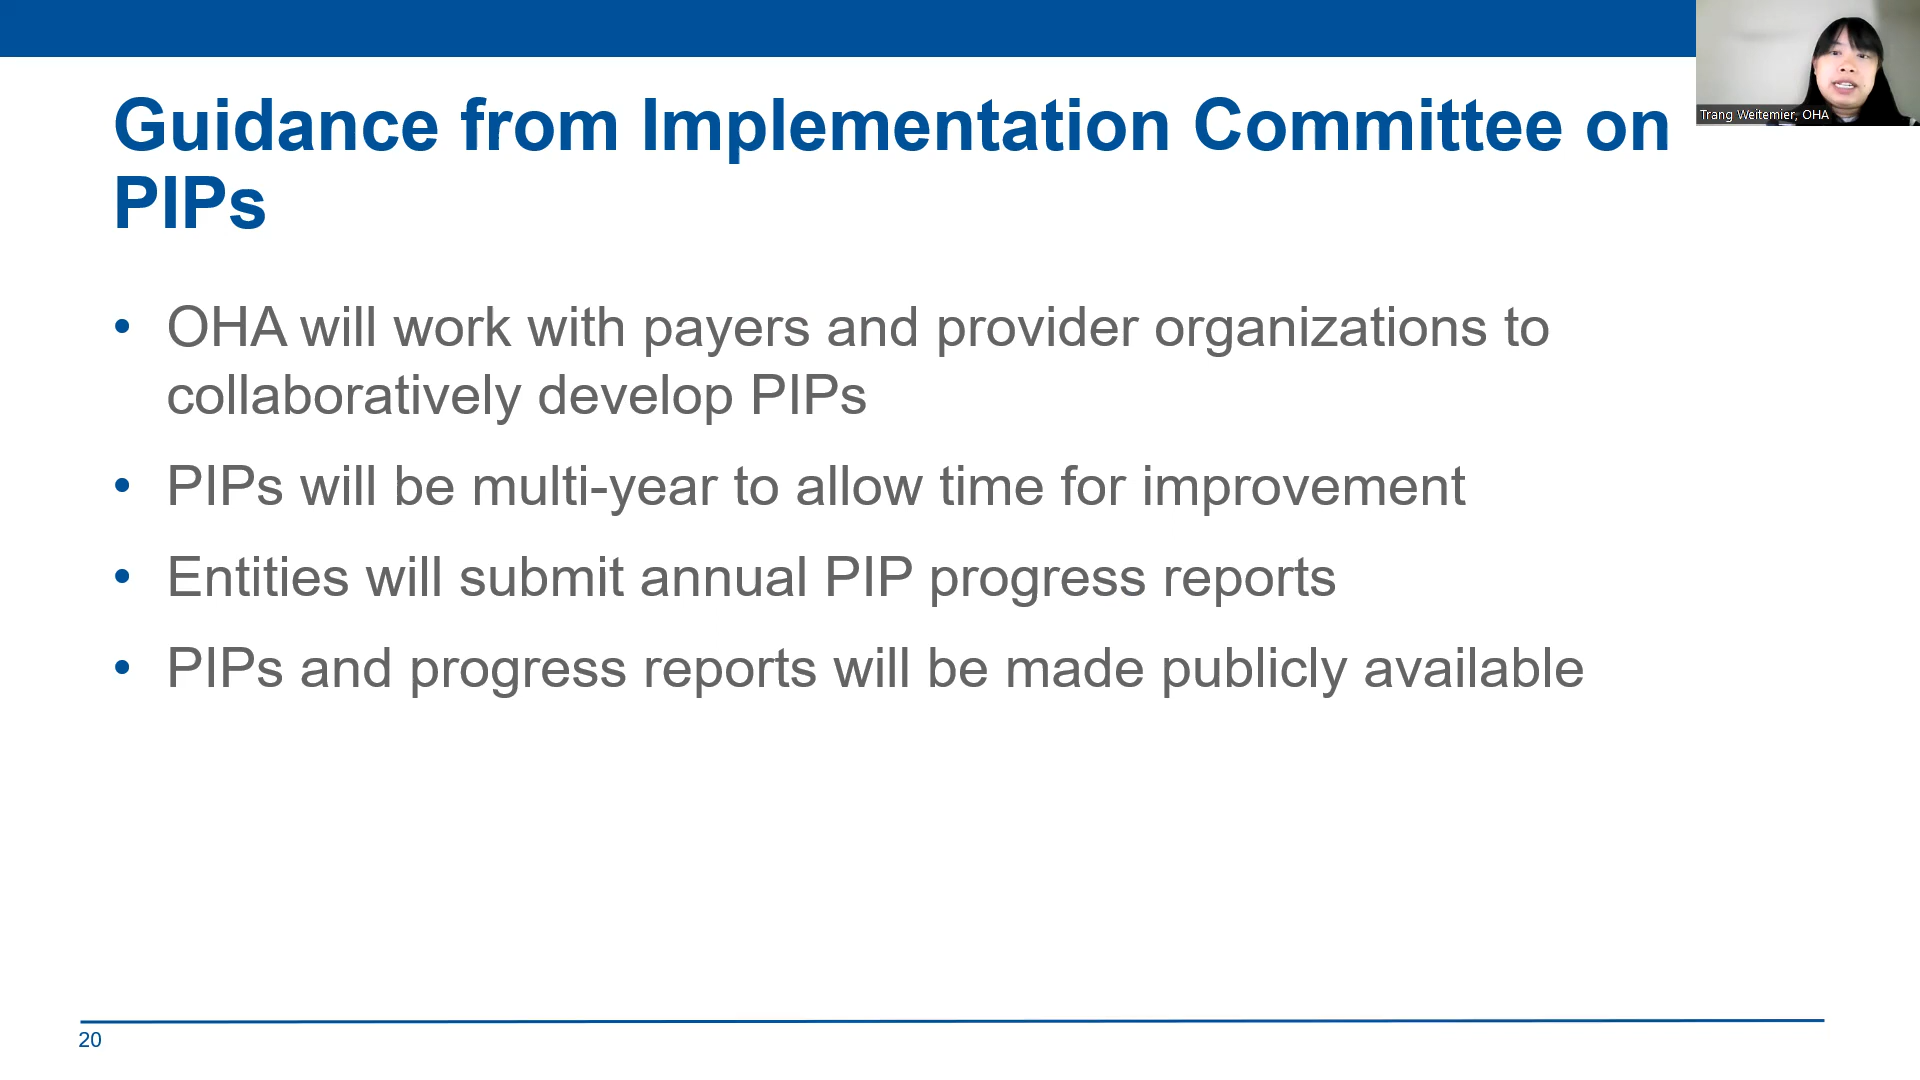 Guidance from Implementation Committee on
PIPs
Trang Weitemier, OHA
• OHA will work with payers and provider organizations to
collaboratively develop PIPs
• PIPs will be multi-year to allow time for improvement
• Entities will submit annual PIP progress reports
• PIPs and progress reports will be made publicly available
20